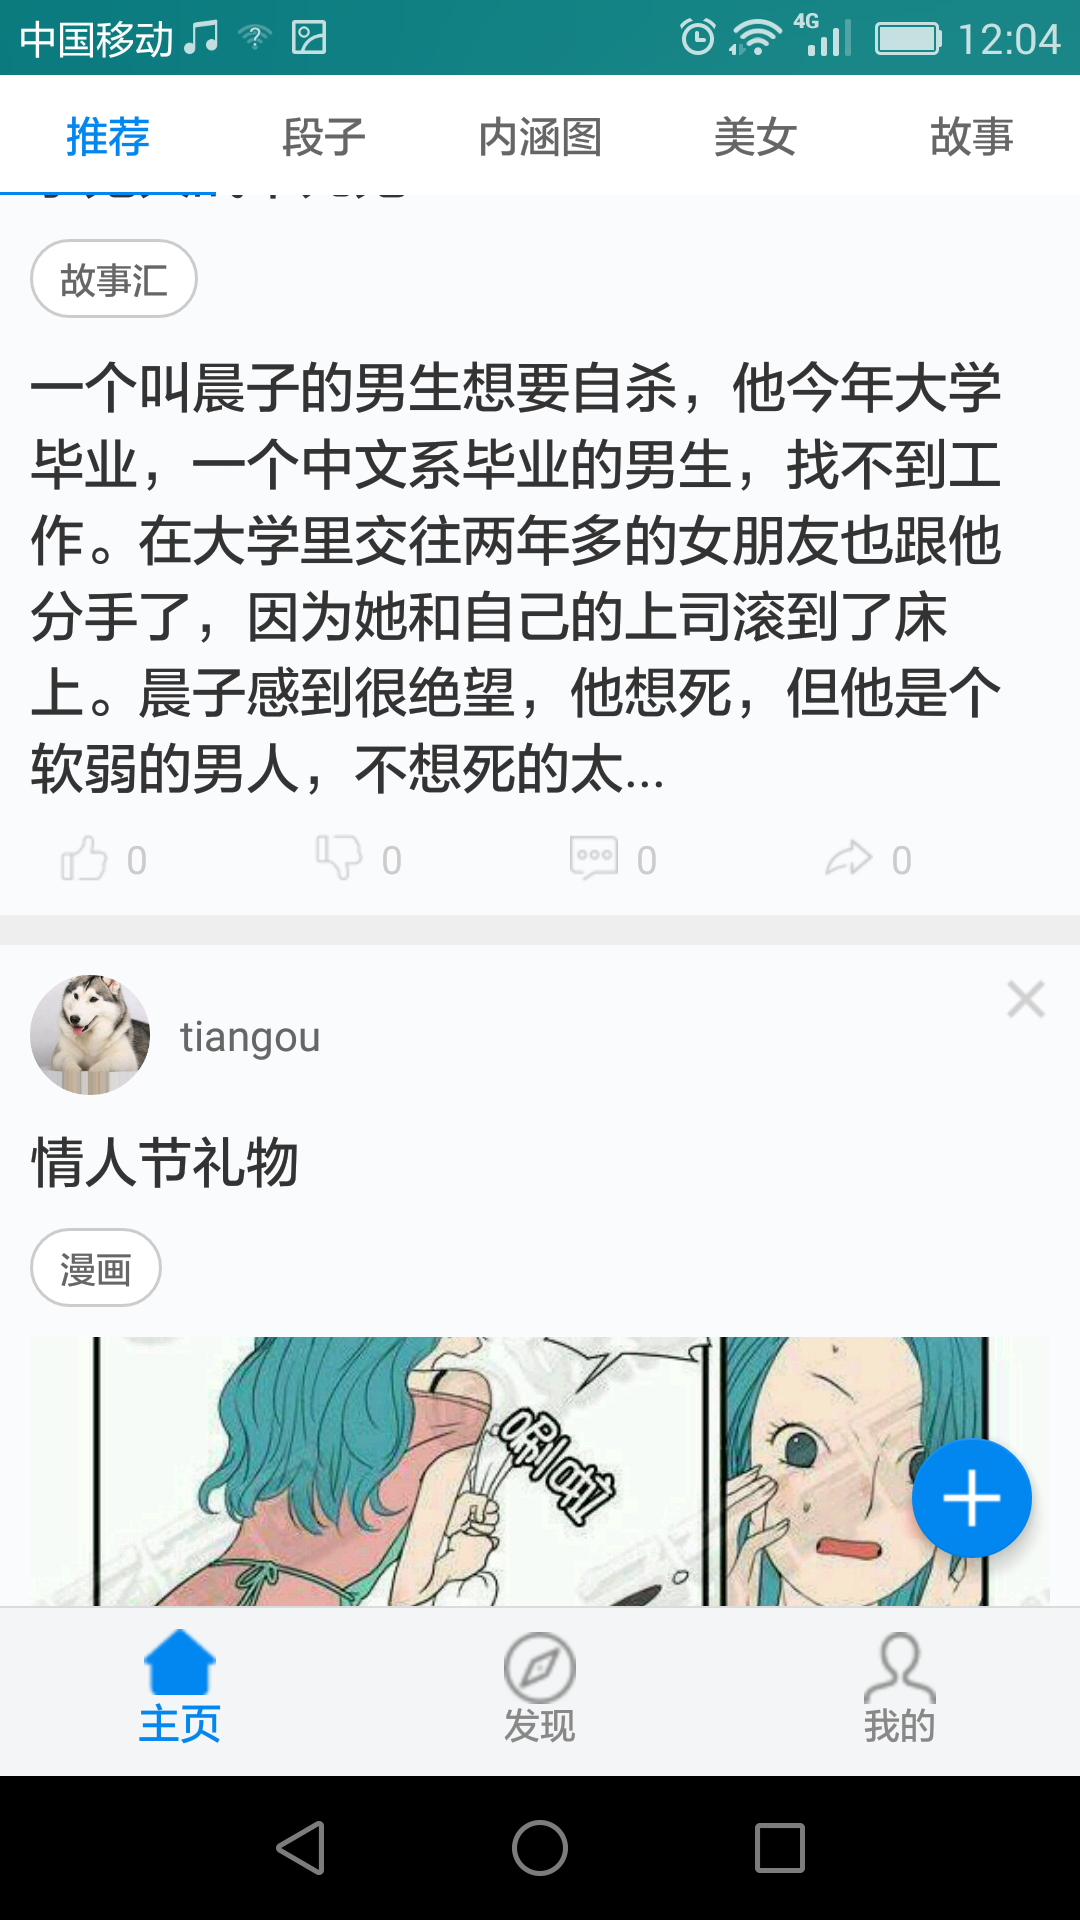 中国移动 4G 12:04
推荐 段子 内涵图 美女 故事
故事汇
一个叫晨子的男生想要自杀，他今年大学
毕业，一个中文系毕业的男生，找不到工
作。在大学里交往两年多的女朋友也跟他
分手了，因为她和自己的上司滚到了床
上。晨子感到很绝望，他想死，但他是个
软弱的男人，不想死的太...
0 0 0 0
tiangou
情人节礼物
漫画
唰啦
主页 发现 我的